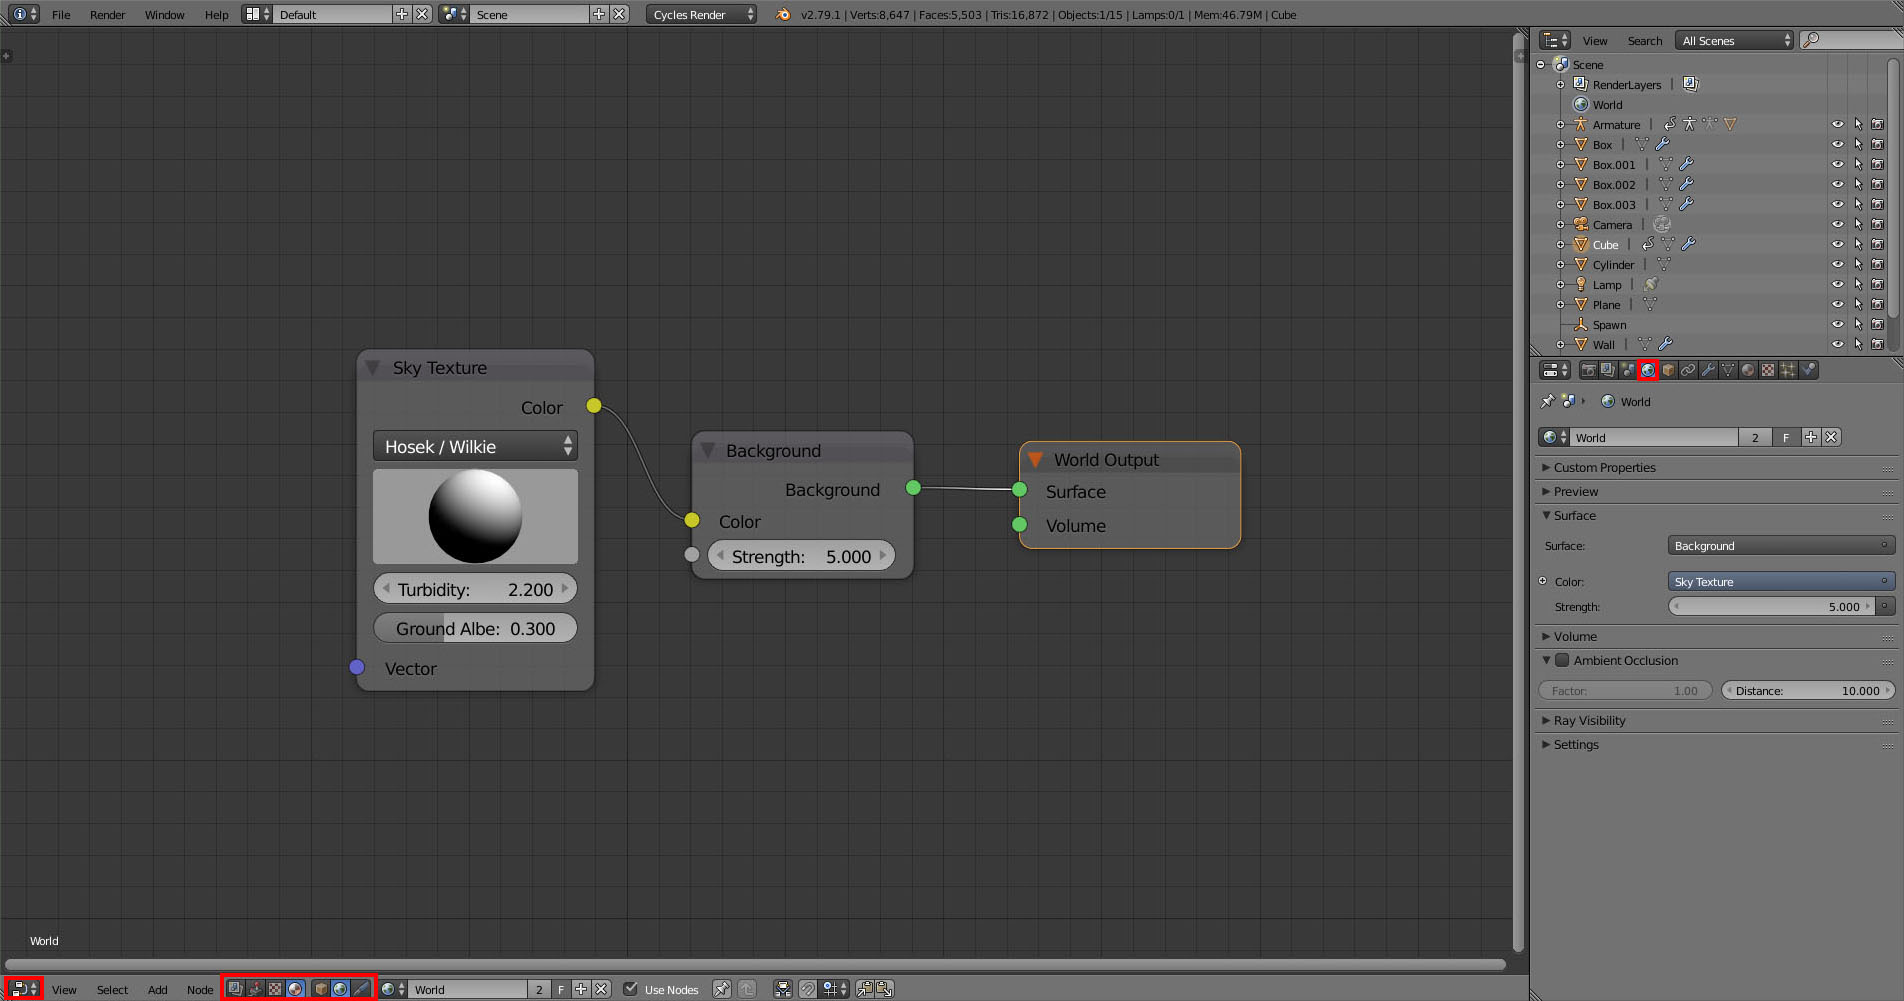 File Render Window Help Default Scene Cycles Render v2.79.1 | Verts:8,647 | Faces:5,503 | Tris:16,872 | Objects:1/15 | Lamps:0/1 | Mem:46.79M | Cube
View Search All Scenes
Scene
RenderLayers
World
Armature
Box
Box.001
Box.002
Box.003
Camera
Cube
Cylinder
Lamp
Plane
Spawn
Wall
Sky Texture
Color
Hosek / Wilkie
Turbidity: 2.200
Ground Albe: 0.300
Vector
Background
Background
Color
Strength: 5.000
World Output
Surface
Volume
World
World 2 F
Custom Properties
Preview
Surface
Surface: Background
Color: Sky Texture
Strength: 5.000
Volume
Ambient Occlusion
Factor: 1.00 Distance: 10.000
Ray Visibility
Settings
World
View Select Add Node World 2 F Use Nodes